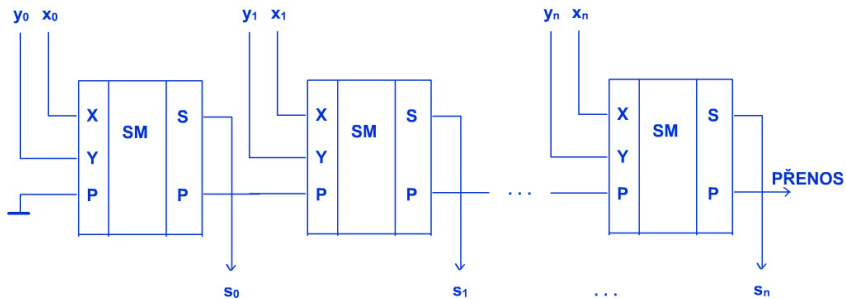 y₀ x₀ y₁ x₁ yₙ xₙ
X SM S X SM S X SM S
Y Y Y
P P P P ... P P PŘENOS
s₀ s₁ ... sₙ